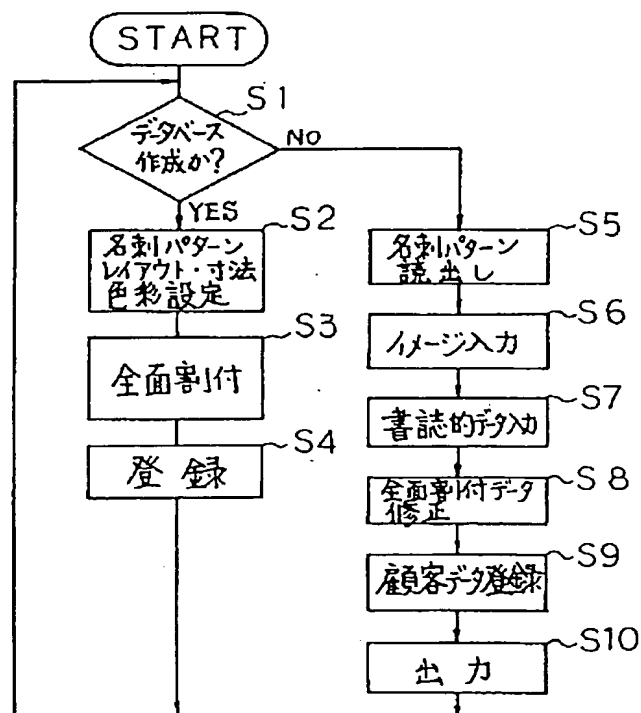 START
S1
データベース
作成か?
NO
YES
S2
名刺パターン
レイアウト・寸法
色彩設定
S3
全面割付
S4
登録
S5
名刺パターン
読出し
S6
イメージ入力
S7
書誌的データ入力
S8
全面割付データ
修正
S9
顧客データ登録
S10
出力